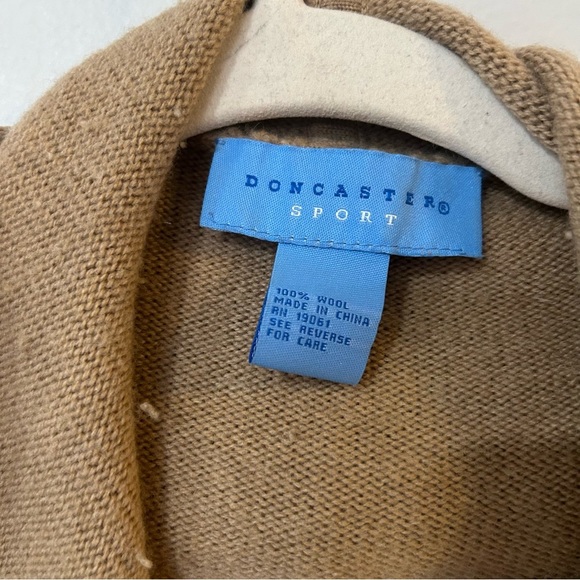 DONCASTER®
SPORT
100% WOOL
MADE IN CHINA
RN 19061
SEE REVERSE
FOR CARE